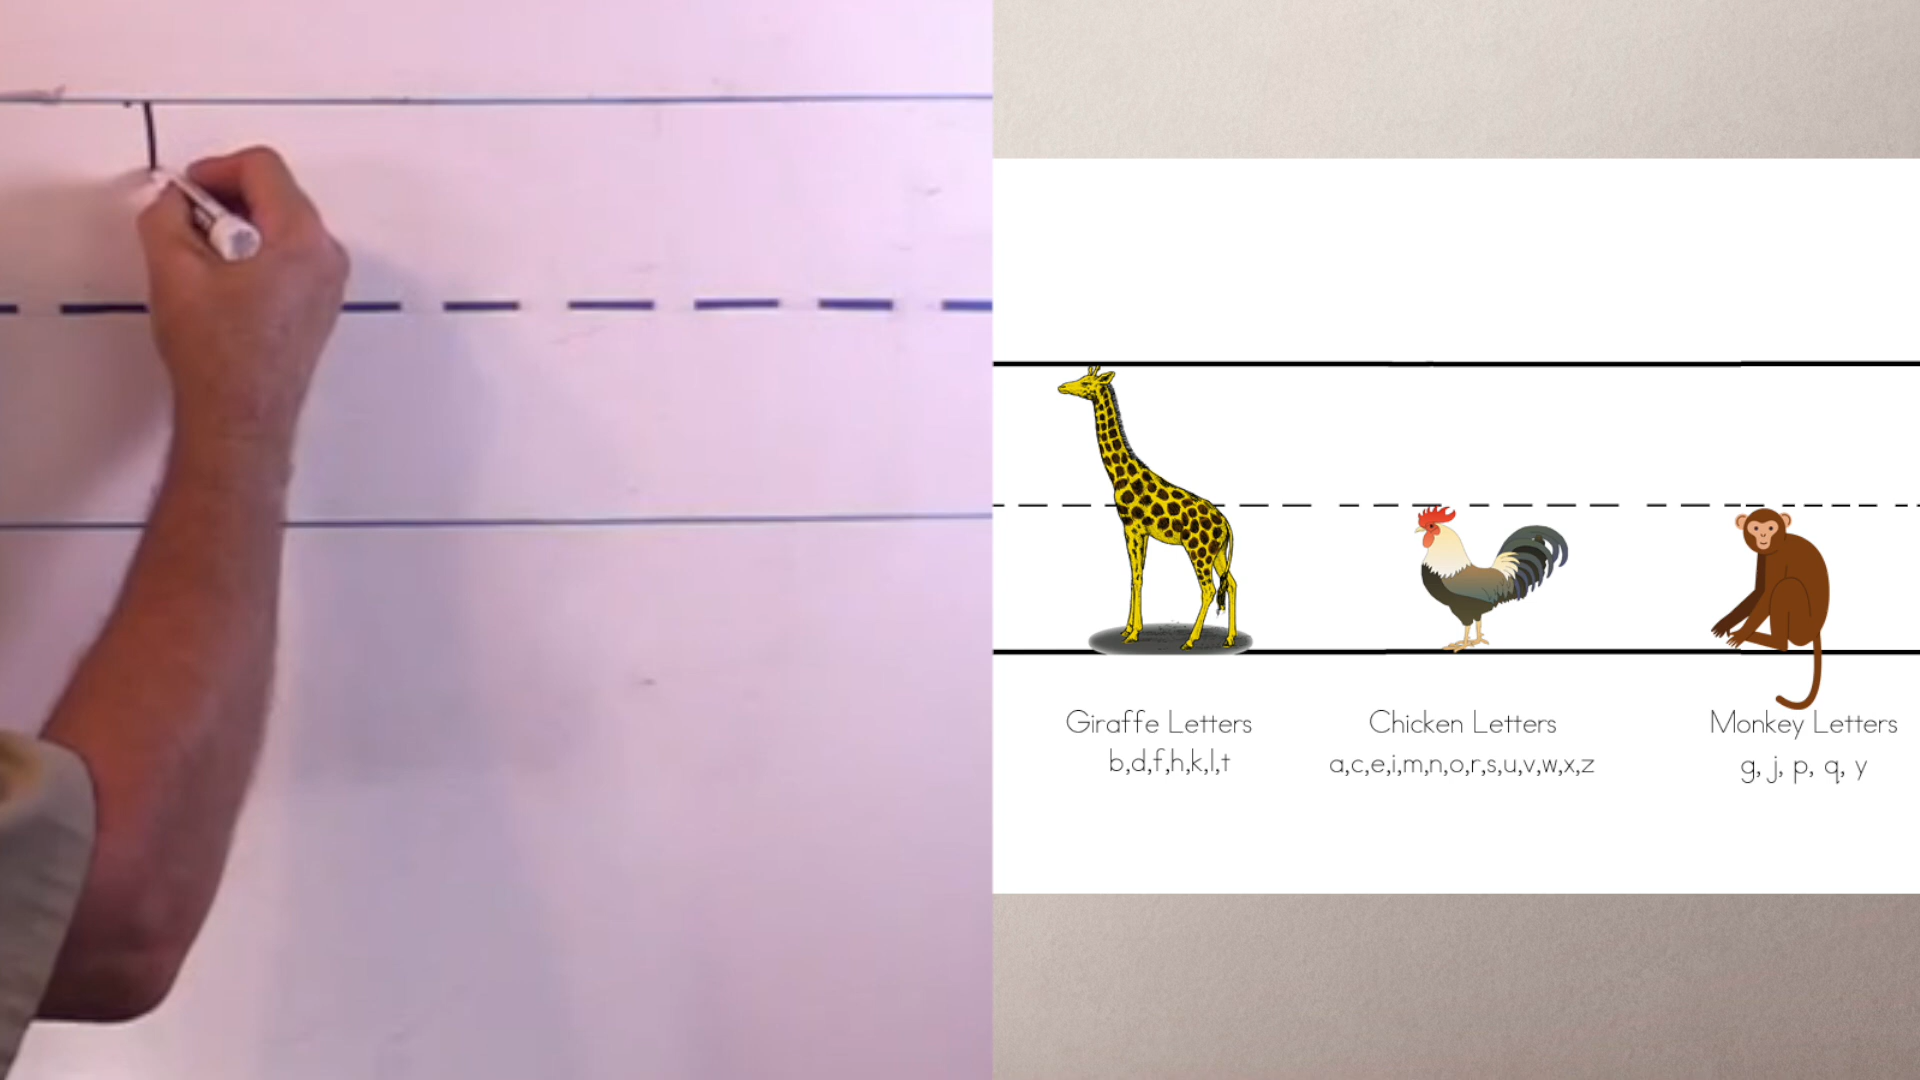 Giraffe Letters
b,d,f,h,k,l,t
Chicken Letters
a,c,e,i,m,n,o,r,s,u,v,w,x,z
Monkey Letters
g, j, p, q, y